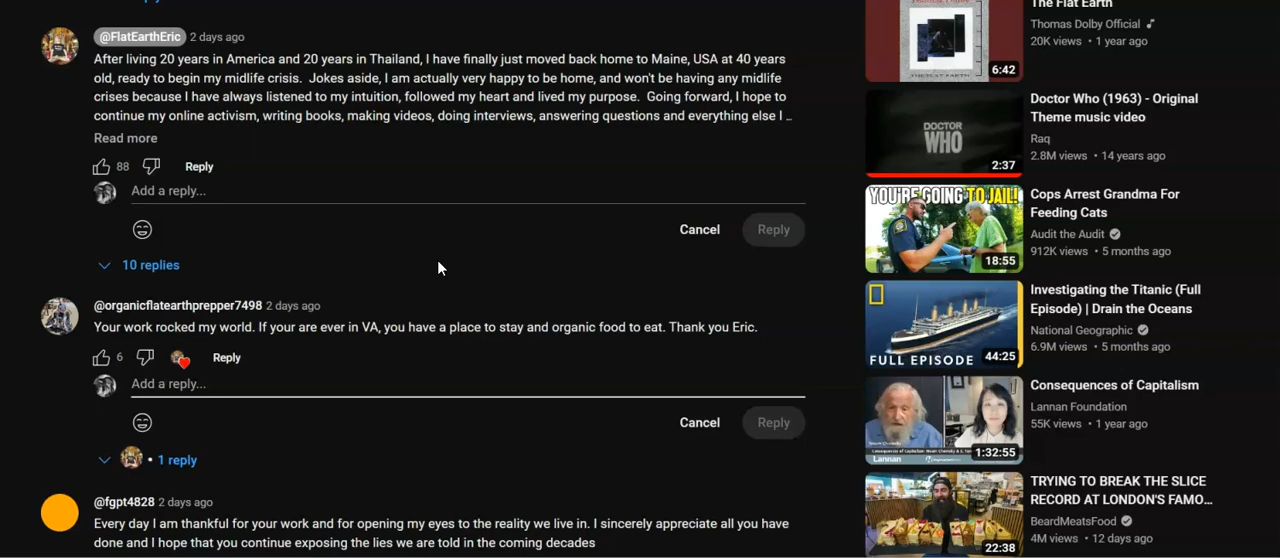 @FlatEarthEric 2 days ago
After living 20 years in America and 20 years in Thailand, I have finally just moved back home to Maine, USA at 40 years
old, ready to begin my midlife crisis.  Jokes aside, I am actually very happy to be home, and won't be having any midlife
crises because I have always listened to my intuition, followed my heart and lived my purpose.  Going forward, I hope to
continue my online activism, writing books, making videos, doing interviews, answering questions and everything else I ..
Read more
88 Reply
Add a reply...
Cancel Reply
10 replies
@organicflatearthprepper7498 2 days ago
Your work rocked my world. If your are ever in VA, you have a place to stay and organic food to eat. Thank you Eric.
6 Reply
Add a reply...
Cancel Reply
• 1 reply
@fgpt4828 2 days ago
Every day I am thankful for your work and for opening my eyes to the reality we live in. I sincerely appreciate all you have
done and I hope that you continue exposing the lies we are told in the coming decades
The Flat Earth
Thomas Dolby Official
20K views • 1 year ago
6:42
DOCTOR
WHO
2:37
Doctor Who (1963) - Original
Theme music video
Raq
2.8M views • 14 years ago
YOU'RE GOING TO JAIL!
18:55
Cops Arrest Grandma For
Feeding Cats
Audit the Audit
912K views • 5 months ago
FULL EPISODE
44:25
Investigating the Titanic (Full
Episode) | Drain the Oceans
National Geographic
6.9M views • 5 months ago
Lannan
1:32:55
Consequences of Capitalism
Lannan Foundation
55K views • 1 year ago
22:38
TRYING TO BREAK THE SLICE
RECORD AT LONDON'S FAMO...
BeardMeatsFood
4M views • 12 days ago